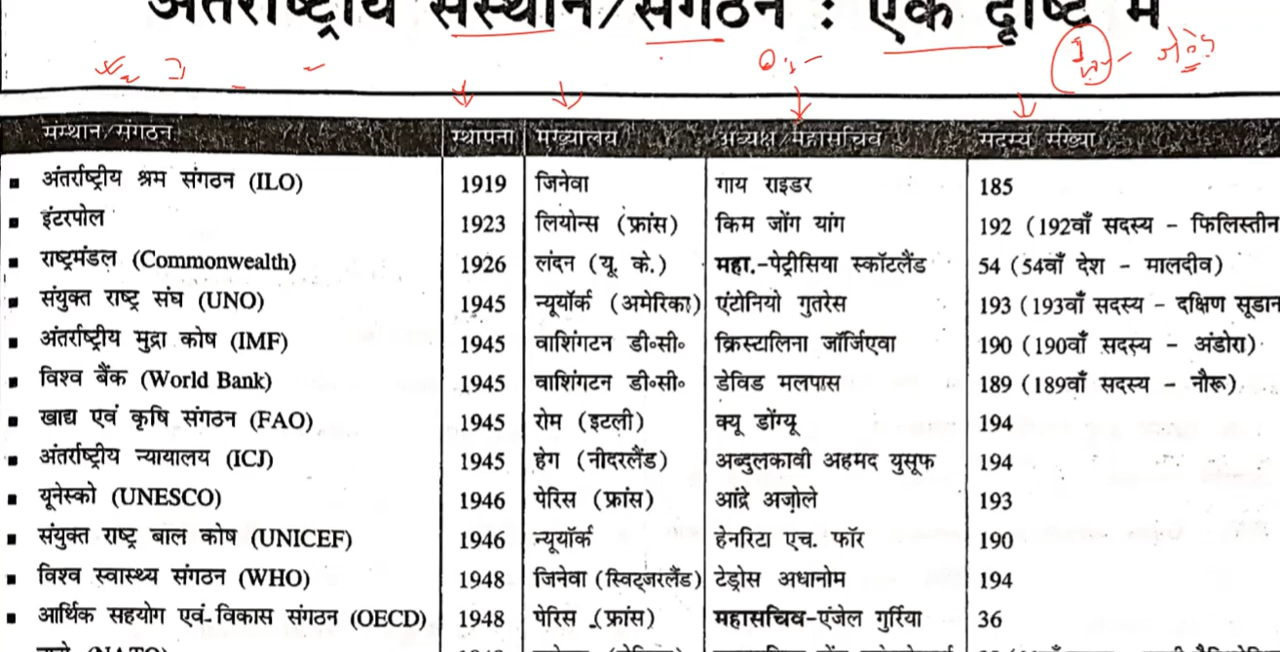 अंतर्राष्ट्रीय संस्थान/संगठन : एक दृष्टि में
संस्थान/संगठन स्थापना मुख्यालय अध्यक्ष/महासचिव सदस्य संख्या
▪ अंतर्राष्ट्रीय श्रम संगठन (ILO) 1919 जिनेवा गाय राइडर 185
▪ इंटरपोल 1923 लियोन्स (फ्रांस) किम जोंग यांग 192 (192वाँ सदस्य - फिलिस्तीन
▪ राष्ट्रमंडल (Commonwealth) 1926 लंदन (यू. के.) महा.-पेट्रीसिया स्कॉटलैंड 54 (54वाँ देश - मालदीव)
▪ संयुक्त राष्ट्र संघ (UNO) 1945 न्यूयॉर्क (अमेरिका) एंटोनियो गुतरेस 193 (193वाँ सदस्य - दक्षिण सूडान
▪ अंतर्राष्ट्रीय मुद्रा कोष (IMF) 1945 वाशिंगटन डी०सी० क्रिस्टालिना जॉर्जिएवा 190 (190वाँ सदस्य - अंडोरा)
▪ विश्व बैंक (World Bank) 1945 वाशिंगटन डी०सी० डेविड मलपास 189 (189वाँ सदस्य - नौरू)
▪ खाद्य एवं कृषि संगठन (FAO) 1945 रोम (इटली) क्यू डोंग्यू 194
▪ अंतर्राष्ट्रीय न्यायालय (ICJ) 1945 हेग (नीदरलैंड) अब्दुलकावी अहमद युसूफ 194
▪ यूनेस्को (UNESCO) 1946 पेरिस (फ्रांस) आंद्रे अजोले 193
▪ संयुक्त राष्ट्र बाल कोष (UNICEF) 1946 न्यूयॉर्क हेनरिटा एच. फॉर 190
▪ विश्व स्वास्थ्य संगठन (WHO) 1948 जिनेवा (स्विट्जरलैंड) टेड्रोस अधानोम 194
▪ आर्थिक सहयोग एवं विकास संगठन (OECD) 1948 पेरिस (फ्रांस) महासचिव-एंजेल गुर्रिया 36